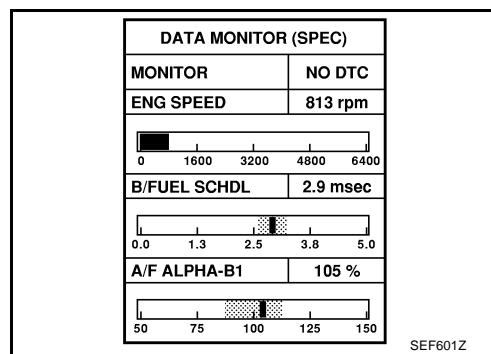 DATA MONITOR (SPEC)
MONITOR NO DTC
ENG SPEED 813 rpm
0 1600 3200 4800 6400
B/FUEL SCHDL 2.9 msec
0.0 1.3 2.5 3.8 5.0
A/F ALPHA-B1 105 %
50 75 100 125 150
SEF601Z